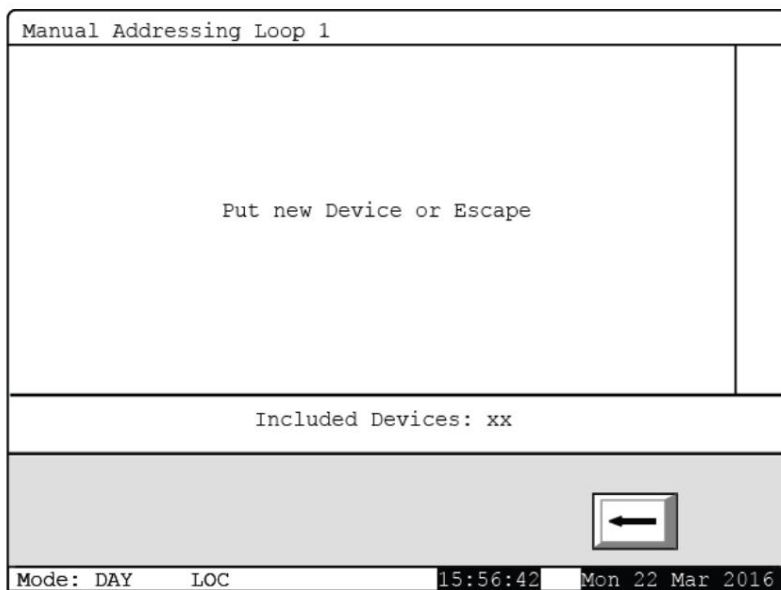 Manual Addressing Loop 1
Put new Device or Escape
Included Devices: xx
Mode: DAY LOC 15:56:42 Mon 22 Mar 2016